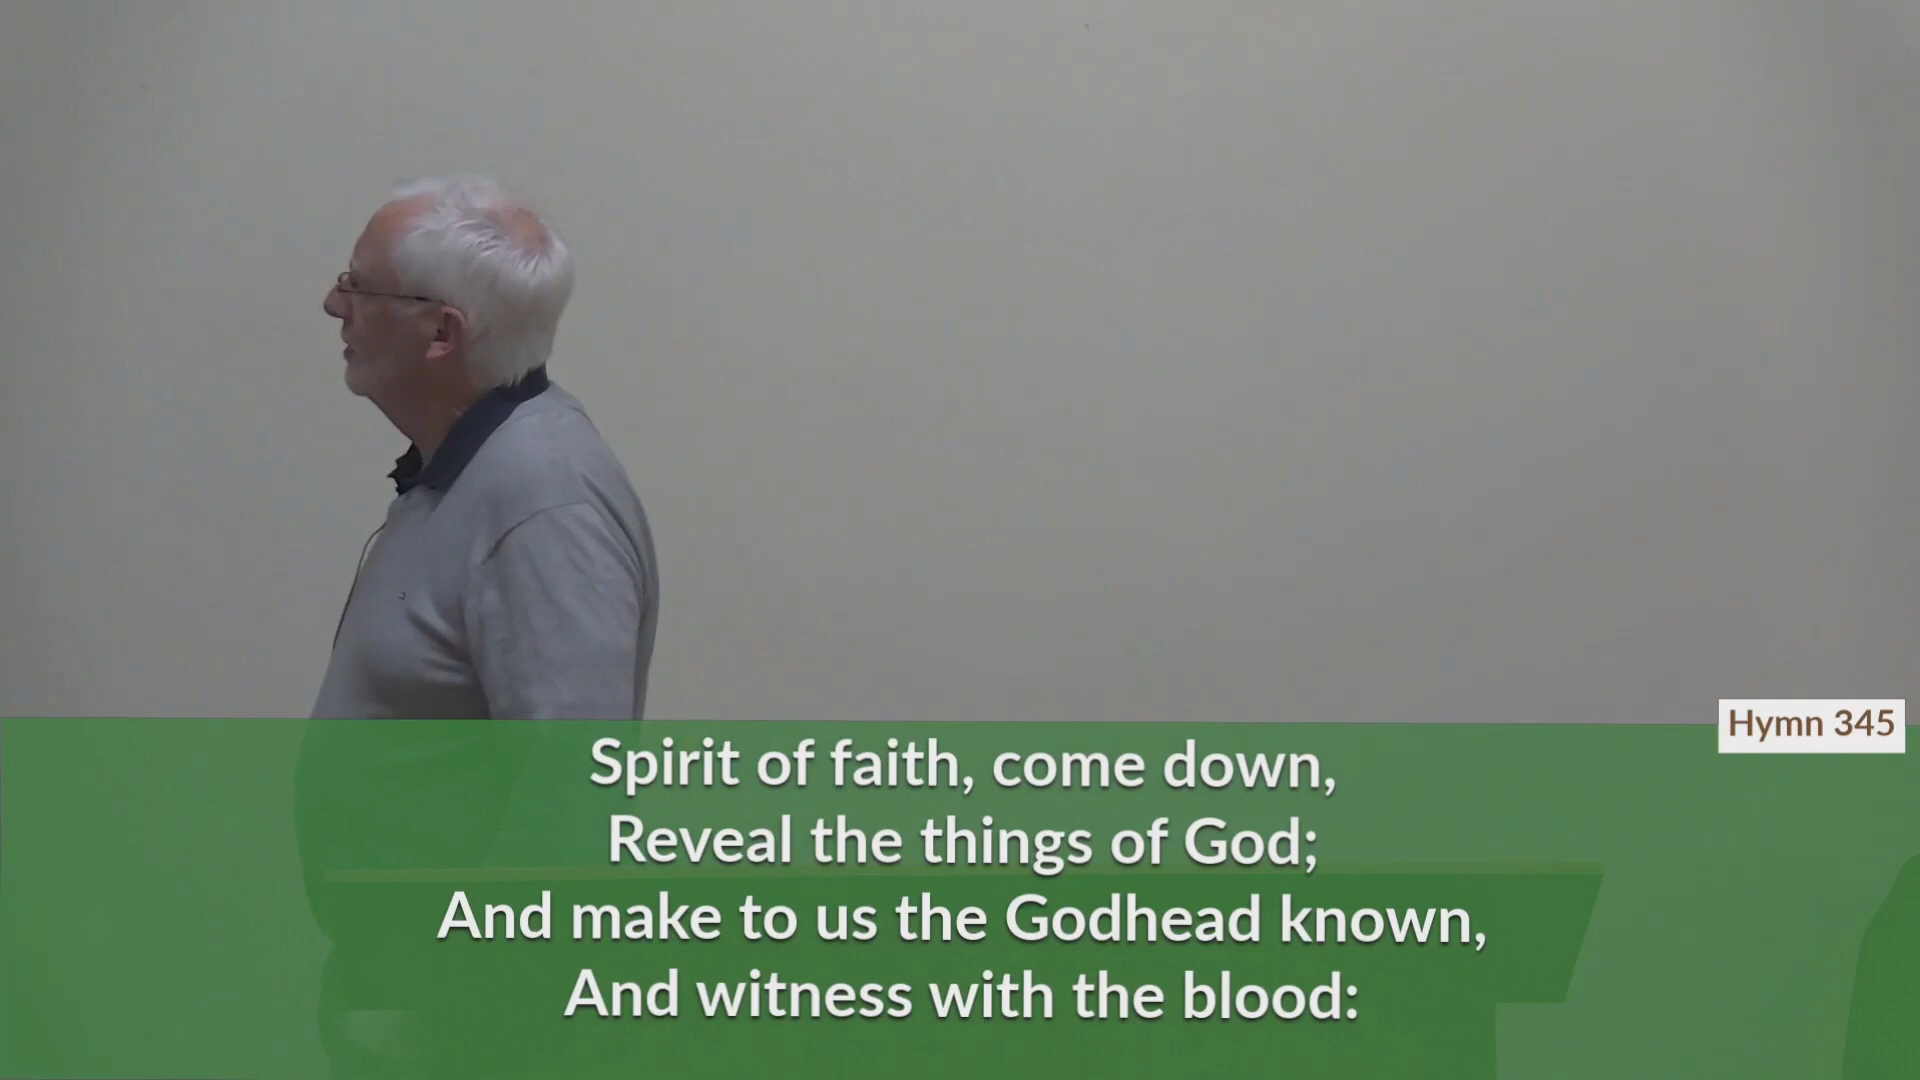 Hymn 345
Spirit of faith, come down,
Reveal the things of God;
And make to us the Godhead known,
And witness with the blood: